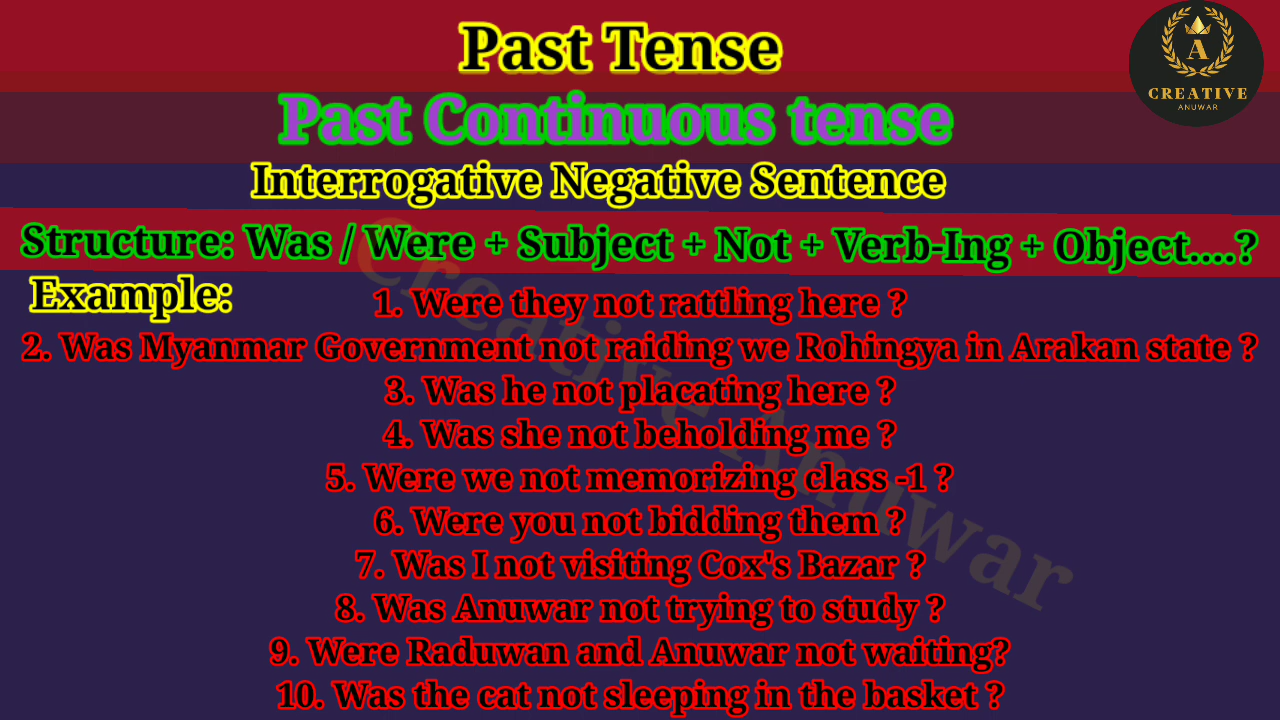 Past Tense
A
CREATIVE
ANUWAR
Past Continuous tense
Interrogative Negative Sentence
Structure: Was / Were + Subject + Not + Verb-Ing + Object....?
Example:
1. Were they not rattling here ?
2. Was Myanmar Government not raiding we Rohingya in Arakan state ?
3. Was he not placating here ?
4. Was she not beholding me ?
5. Were we not memorizing class -1 ?
6. Were you not bidding them ?
7. Was I not visiting Cox's Bazar ?
8. Was Anuwar not trying to study ?
9. Were Raduwan and Anuwar not waiting?
10. Was the cat not sleeping in the basket ?
Creative Anuwar